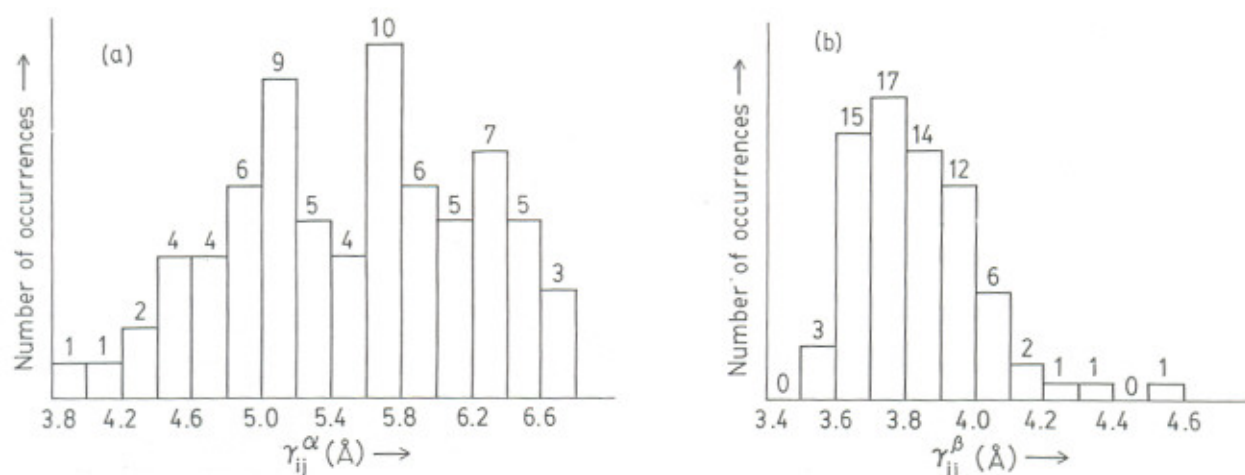 (a)
Number of occurrences →
1 1 2 4 4 6 9 5 4 10 6 5 7 5 3
3.8 4.2 4.6 5.0 5.4 5.8 6.2 6.6
γ_ij^α (Å) →
(b)
Number of occurrences →
0 3 15 17 14 12 6 2 1 1 0 1
3.4 3.6 3.8 4.0 4.2 4.4 4.6
γ_ij^β (Å) →